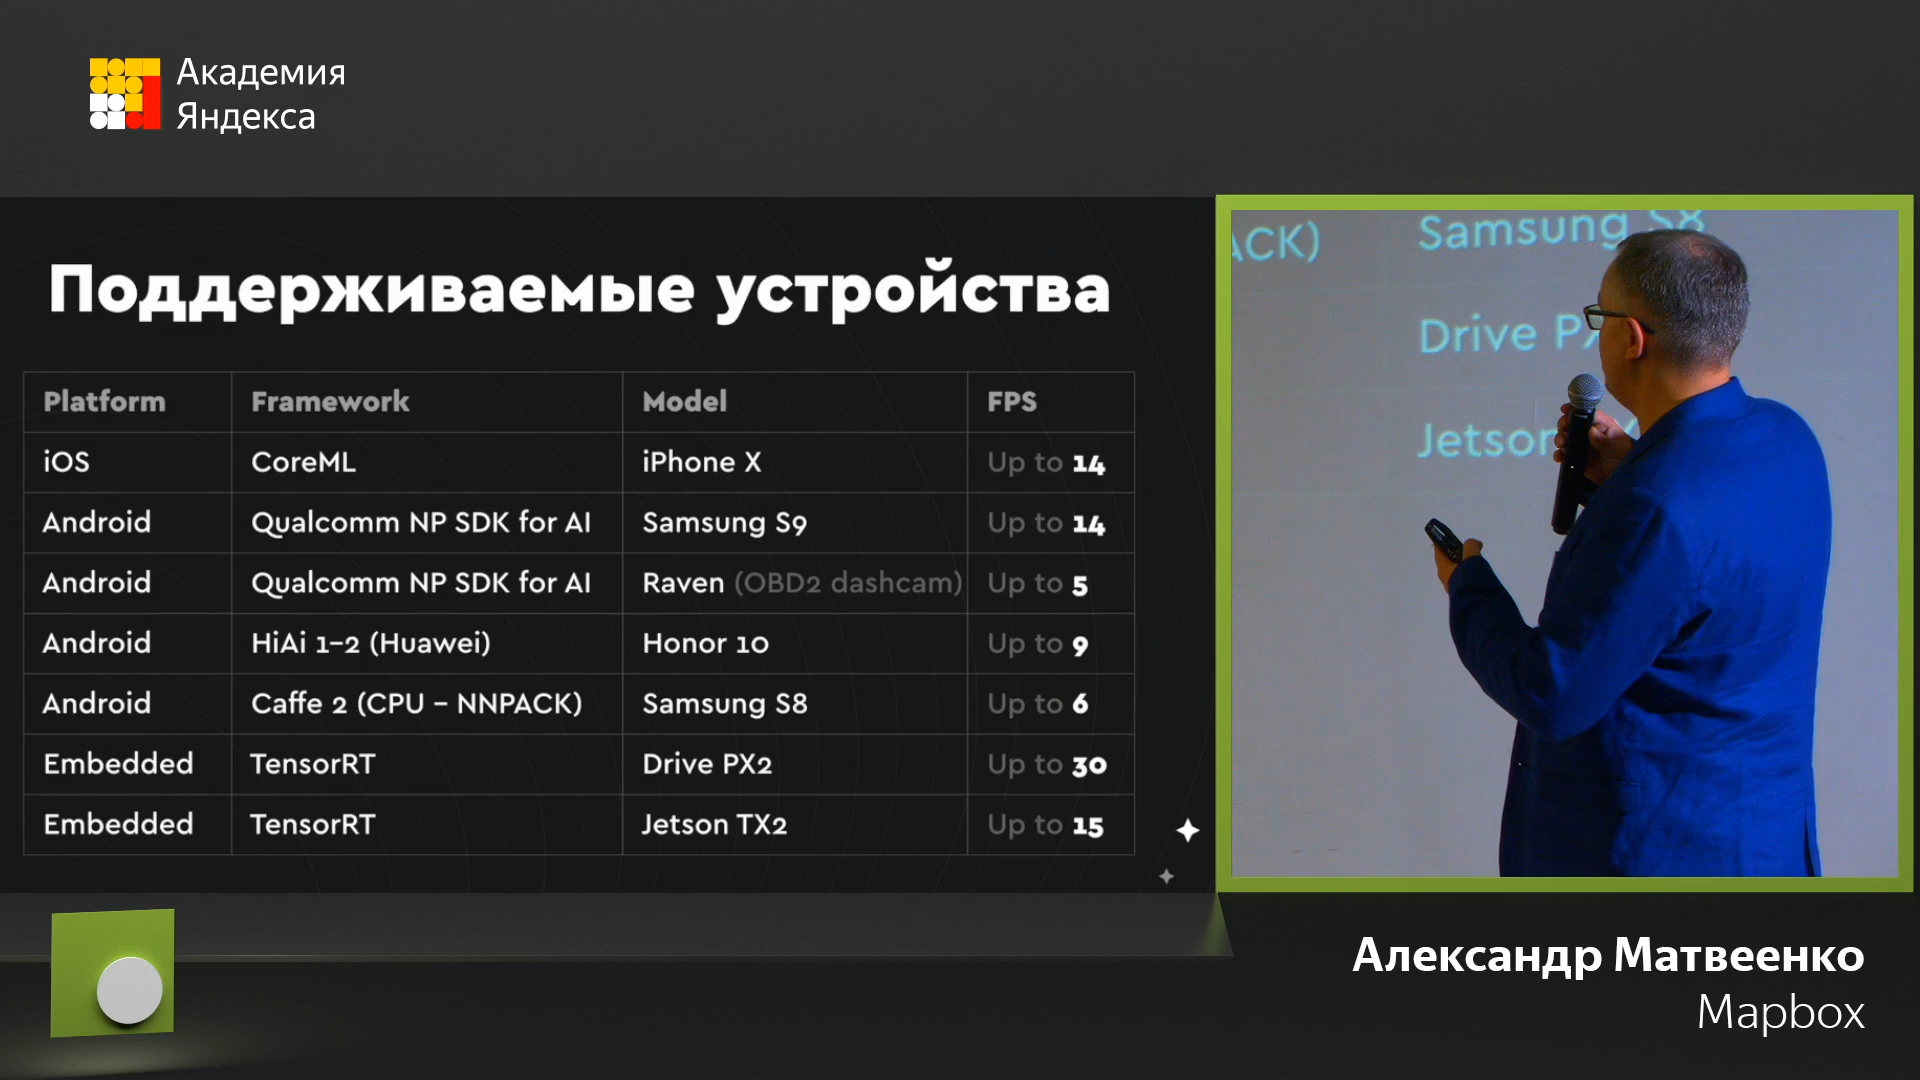 Академия
Яндекса
Поддерживаемые устройства
Platform Framework Model FPS
iOS CoreML iPhone X Up to 14
Android Qualcomm NP SDK for AI Samsung S9 Up to 14
Android Qualcomm NP SDK for AI Raven (OBD2 dashcam) Up to 5
Android HiAi 1-2 (Huawei) Honor 10 Up to 9
Android Caffe 2 (CPU - NNPACK) Samsung S8 Up to 6
Embedded TensorRT Drive PX2 Up to 30
Embedded TensorRT Jetson TX2 Up to 15
ACK) Samsung S8
Drive
Jetson
Александр Матвеенко
Mapbox